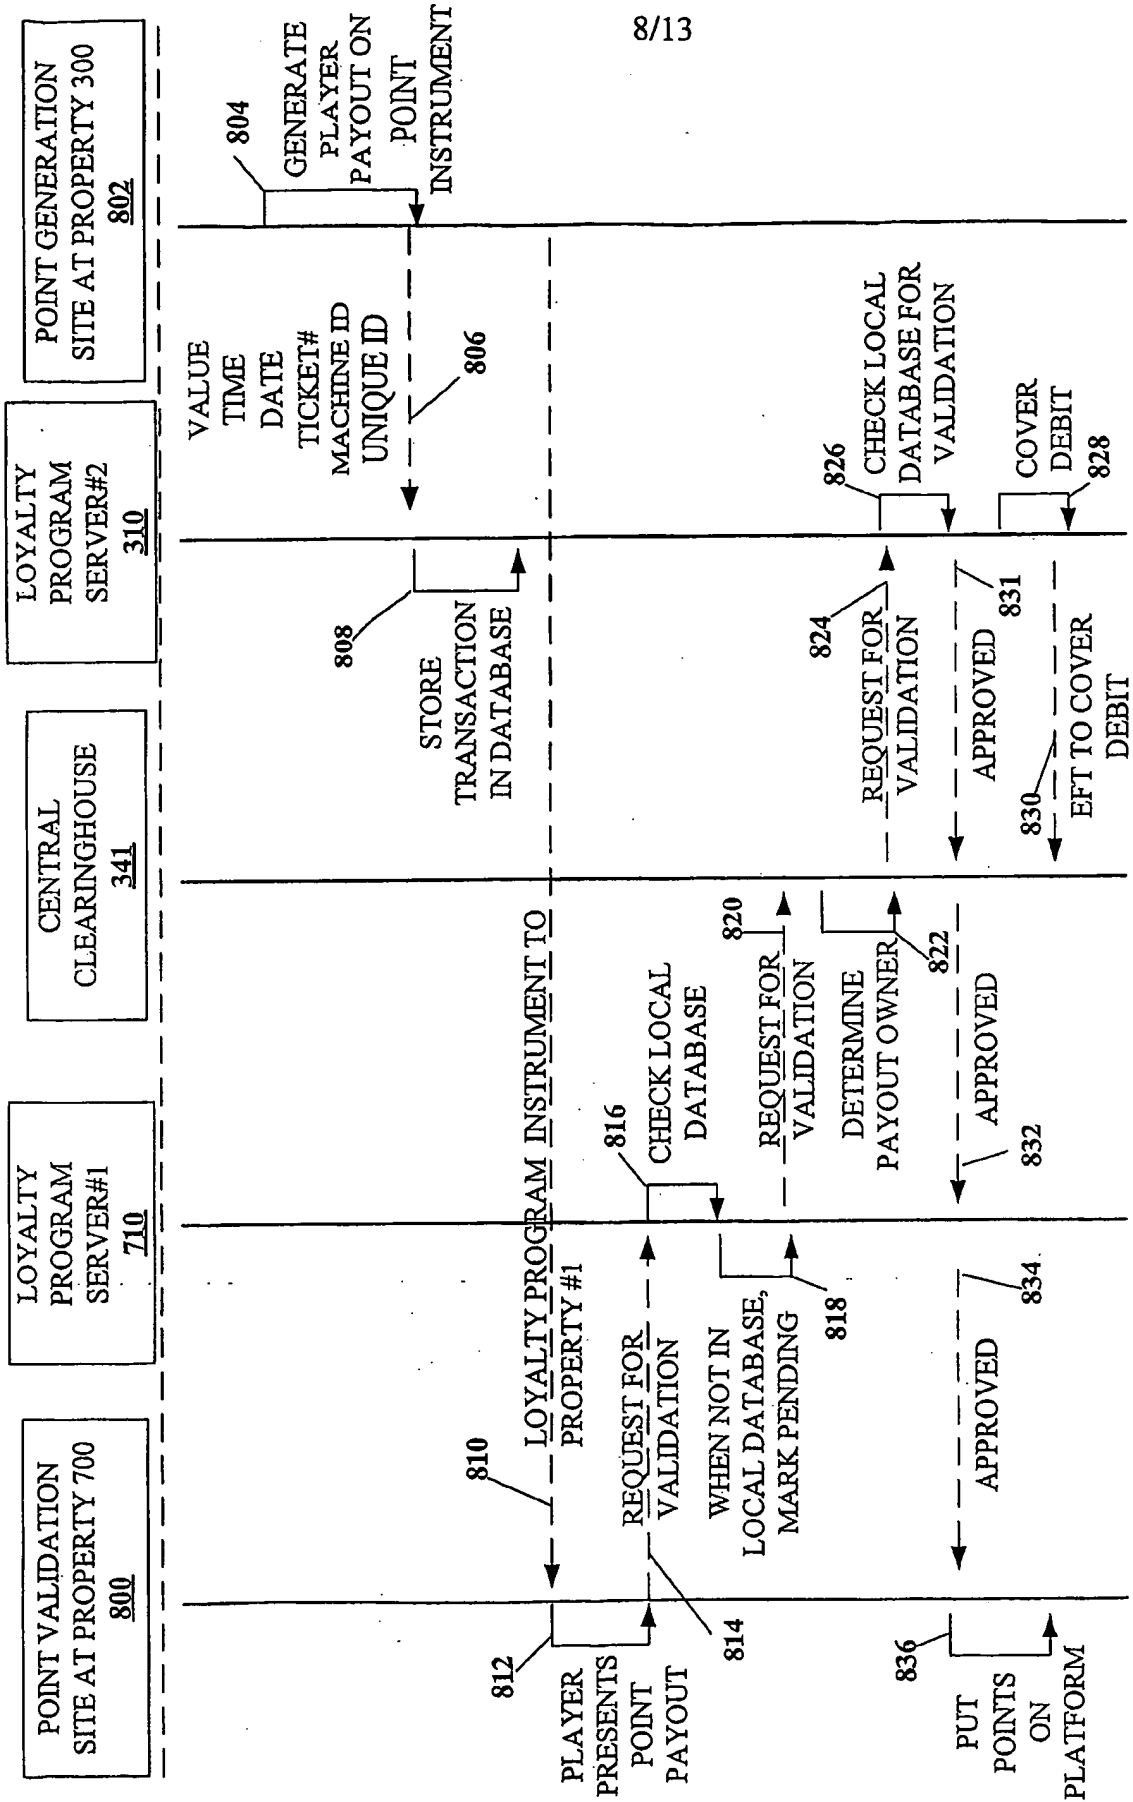 8/13
POINT VALIDATION
SITE AT PROPERTY 700
800
LOYALTY
PROGRAM
SERVER#1
710
CENTRAL
CLEARINGHOUSE
341
LOYALTY
PROGRAM
SERVER#2
310
POINT GENERATION
SITE AT PROPERTY 300
802
804
GENERATE
PLAYER
PAYOUT ON
POINT
INSTRUMENT
VALUE
TIME
DATE
TICKET#
MACHINE ID
UNIQUE ID
806
808
STORE
TRANSACTION
IN DATABASE
810
LOYALTY PROGRAM INSTRUMENT TO
PROPERTY #1
812
PLAYER
PRESENTS
POINT
PAYOUT
814
REQUEST FOR
VALIDATION
816
CHECK LOCAL
DATABASE
WHEN NOT IN
LOCAL DATABASE,
MARK PENDING
818
820
REQUEST FOR
VALIDATION
DETERMINE
PAYOUT OWNER
822
824
REQUEST FOR
VALIDATION
826
CHECK LOCAL
DATABASE FOR
VALIDATION
COVER
DEBIT
828
831
APPROVED
830
EFT TO COVER
DEBIT
APPROVED
832
834
APPROVED
836
PUT
POINTS
ON
PLATFORM